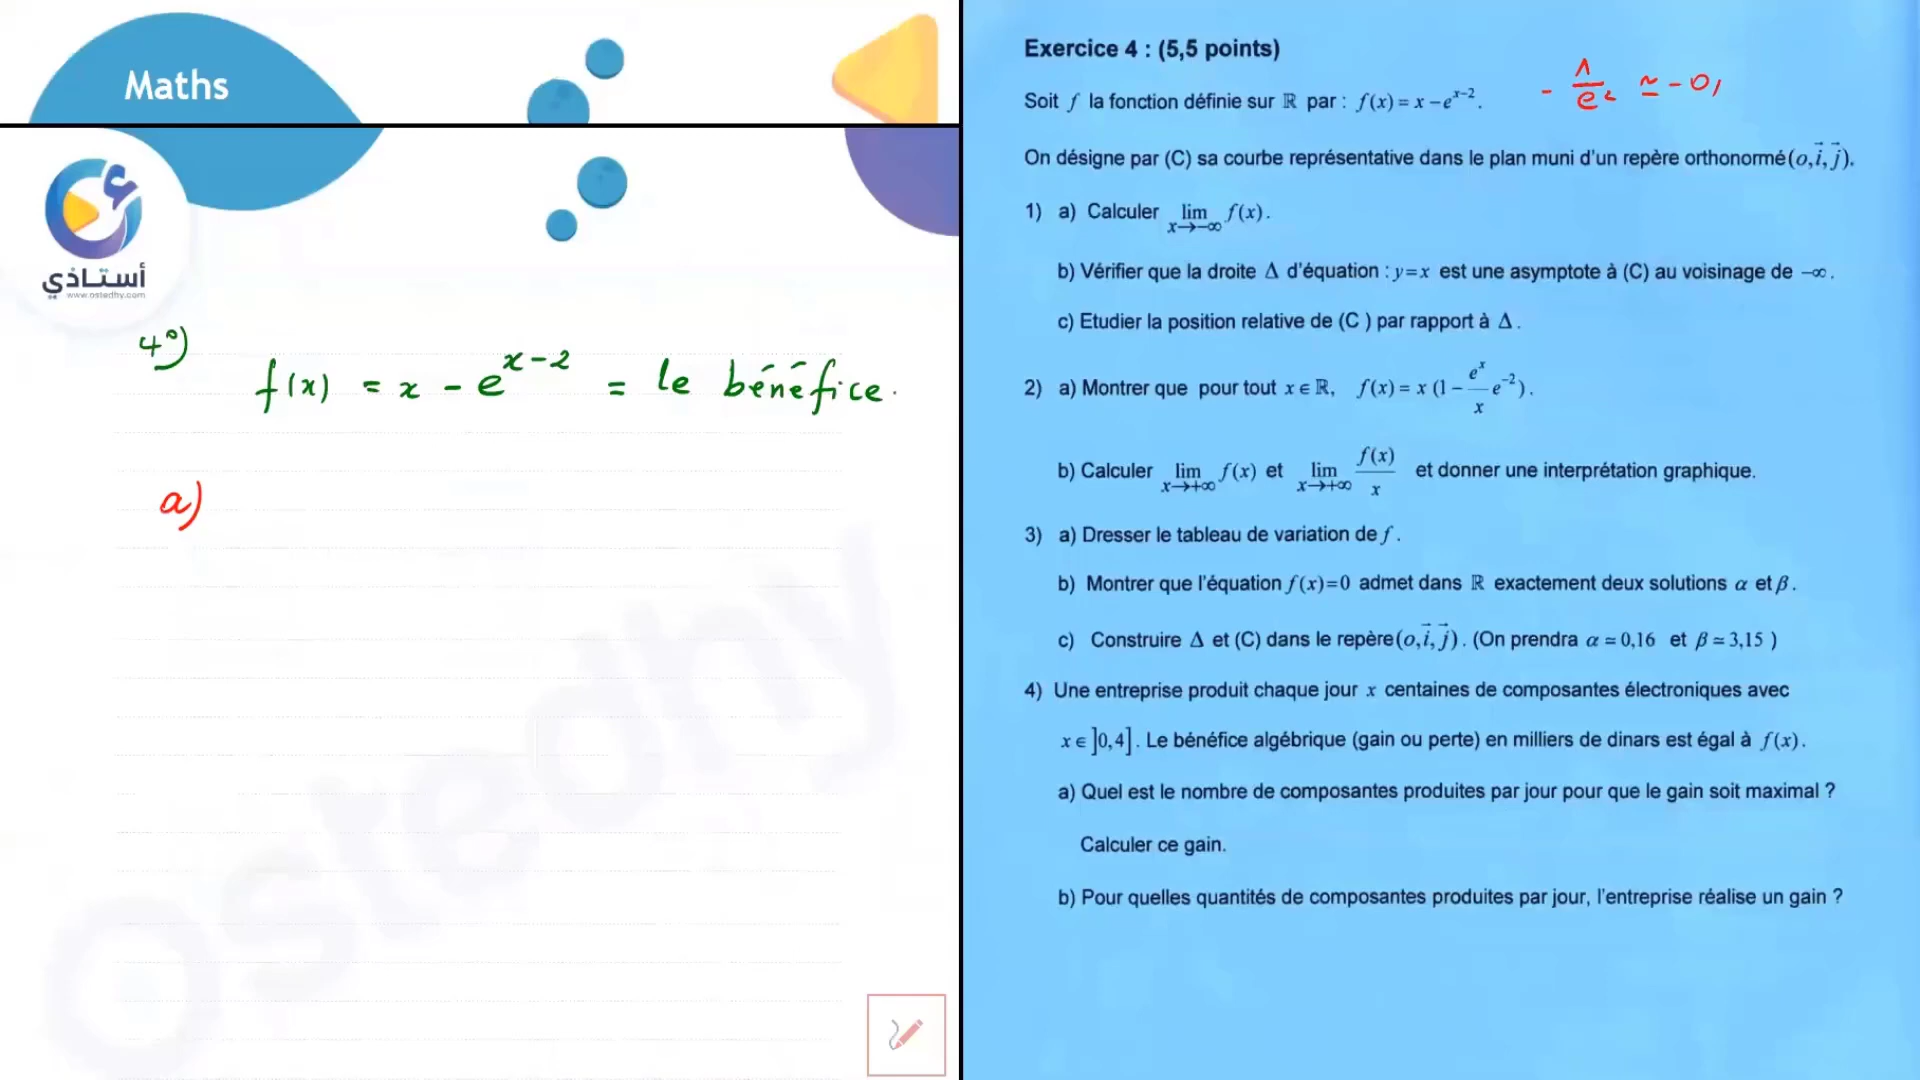 Maths
أستاذي
www.ostedhy.com
4°)
f(x) = x - e^{x-2} = le bénéfice.
a)
ostedhy
Exercice 4 : (5,5 points)
Soit f la fonction définie sur ℝ par : f(x) = x - e^{x-2}.
- 1/e² ≃ -0,
On désigne par (C) sa courbe représentative dans le plan muni d'un repère orthonormé (o, i⃗, j⃗).
1) a) Calculer lim_{x→-∞} f(x).
b) Vérifier que la droite Δ d'équation : y = x est une asymptote à (C) au voisinage de -∞.
c) Etudier la position relative de (C ) par rapport à Δ.
2) a) Montrer que pour tout x ∈ ℝ, f(x) = x (1 - e^x/x e^{-2}).
b) Calculer lim_{x→+∞} f(x) et lim_{x→+∞} f(x)/x et donner une interprétation graphique.
3) a) Dresser le tableau de variation de f.
b) Montrer que l'équation f(x)=0 admet dans ℝ exactement deux solutions α et β.
c) Construire Δ et (C) dans le repère (o, i⃗, j⃗). (On prendra α ≃ 0,16 et β ≃ 3,15 )
4) Une entreprise produit chaque jour x centaines de composantes électroniques avec
x ∈ ]0,4]. Le bénéfice algébrique (gain ou perte) en milliers de dinars est égal à f(x).
a) Quel est le nombre de composantes produites par jour pour que le gain soit maximal ?
Calculer ce gain.
b) Pour quelles quantités de composantes produites par jour, l'entreprise réalise un gain ?